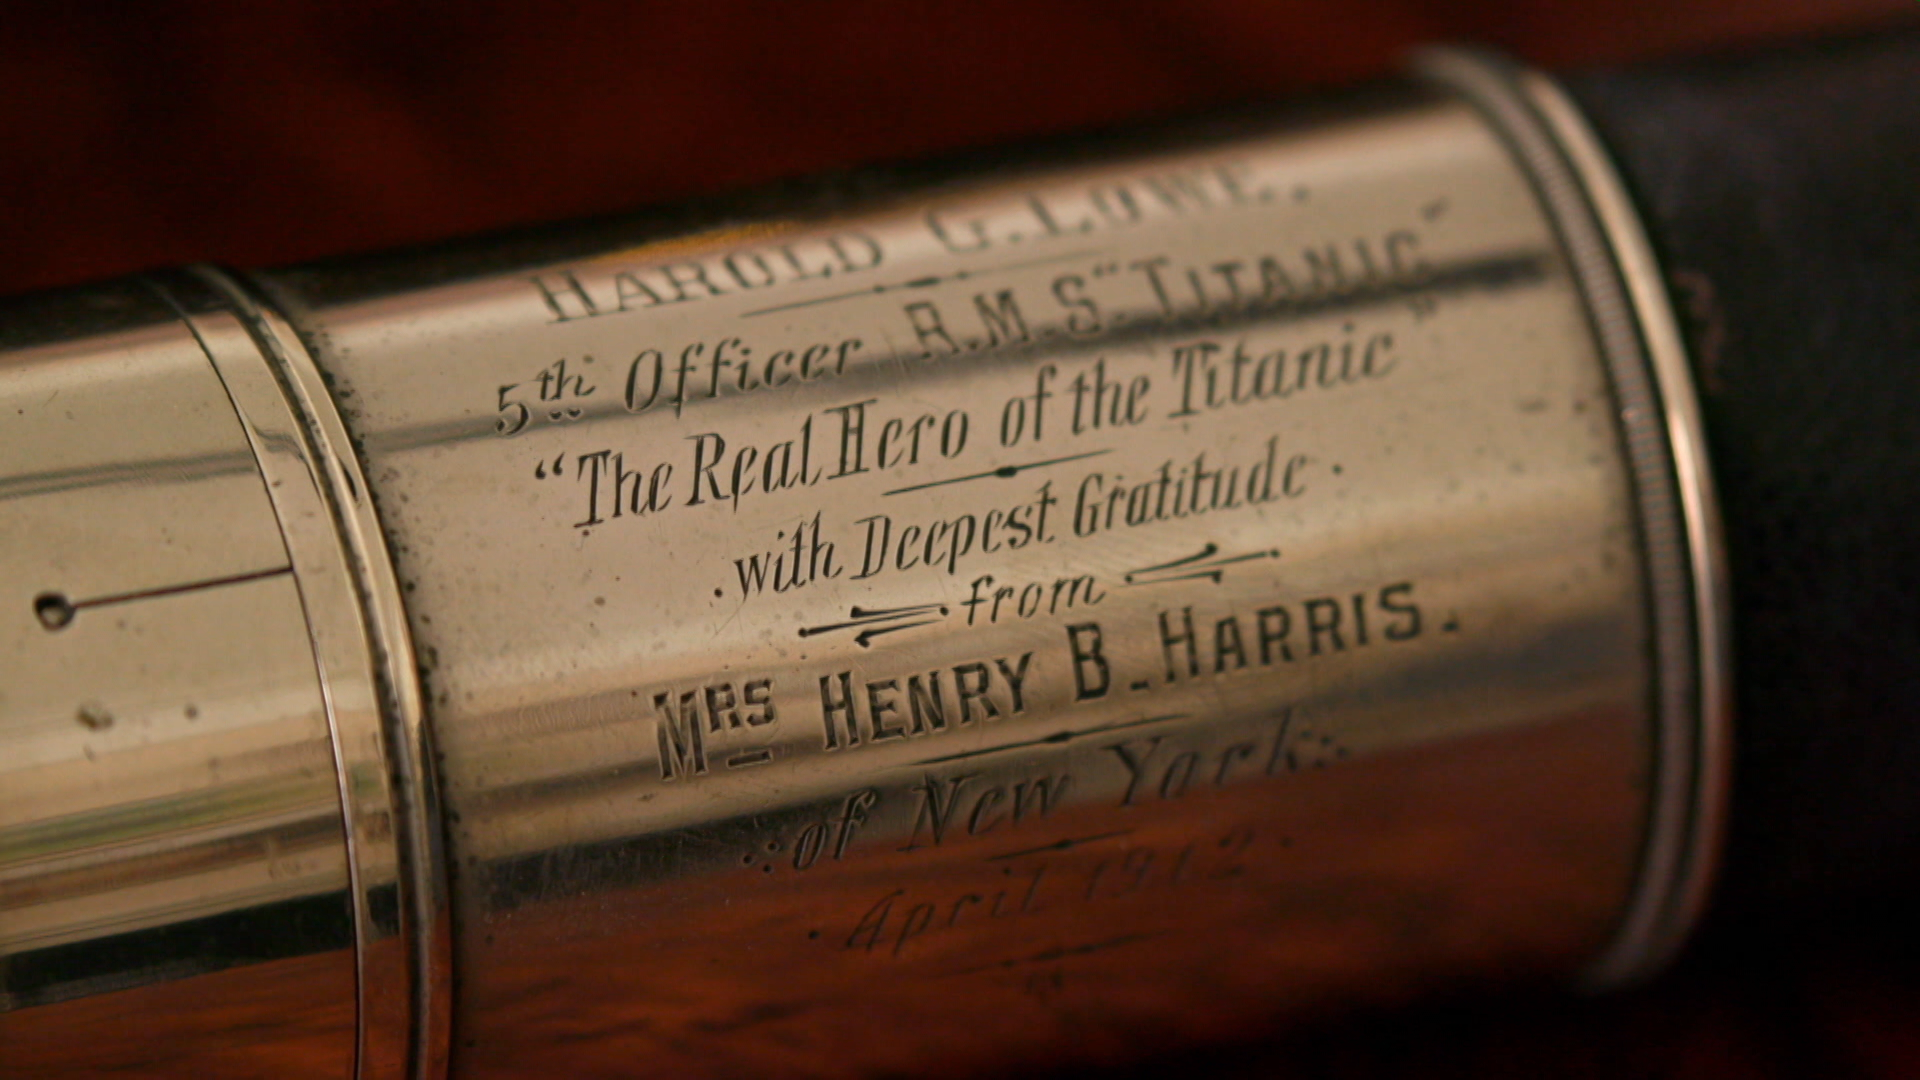 HAROLD G. LOWE.
5th Officer R.M.S. "TITANIC"
"The Real Hero of the Titanic"
. with Deepest Gratitude .
from
MRS HENRY B. HARRIS.
of New York
. April 1912.